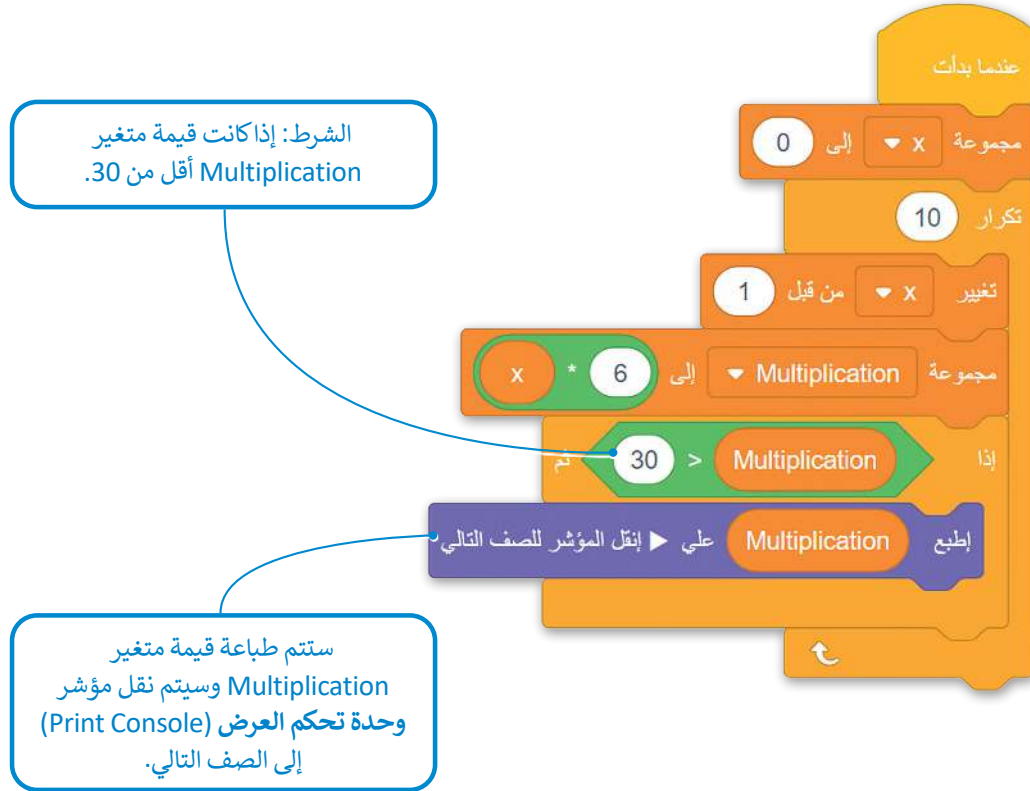 عندما بدأت
الشرط: إذا كانت قيمة متغير
Multiplication أقل من 30.
مجموعة x إلى 0
تكرار 10
تغيير x من قبل 1
مجموعة Multiplication إلى 6 * x
إذا Multiplication < 30 ثم
إطبع Multiplication علي إنقل المؤشر للصف التالي
ستتم طباعة قيمة متغير
Multiplication وسيتم نقل مؤشر
وحدة تحكم العرض (Print Console)
إلى الصف التالي.